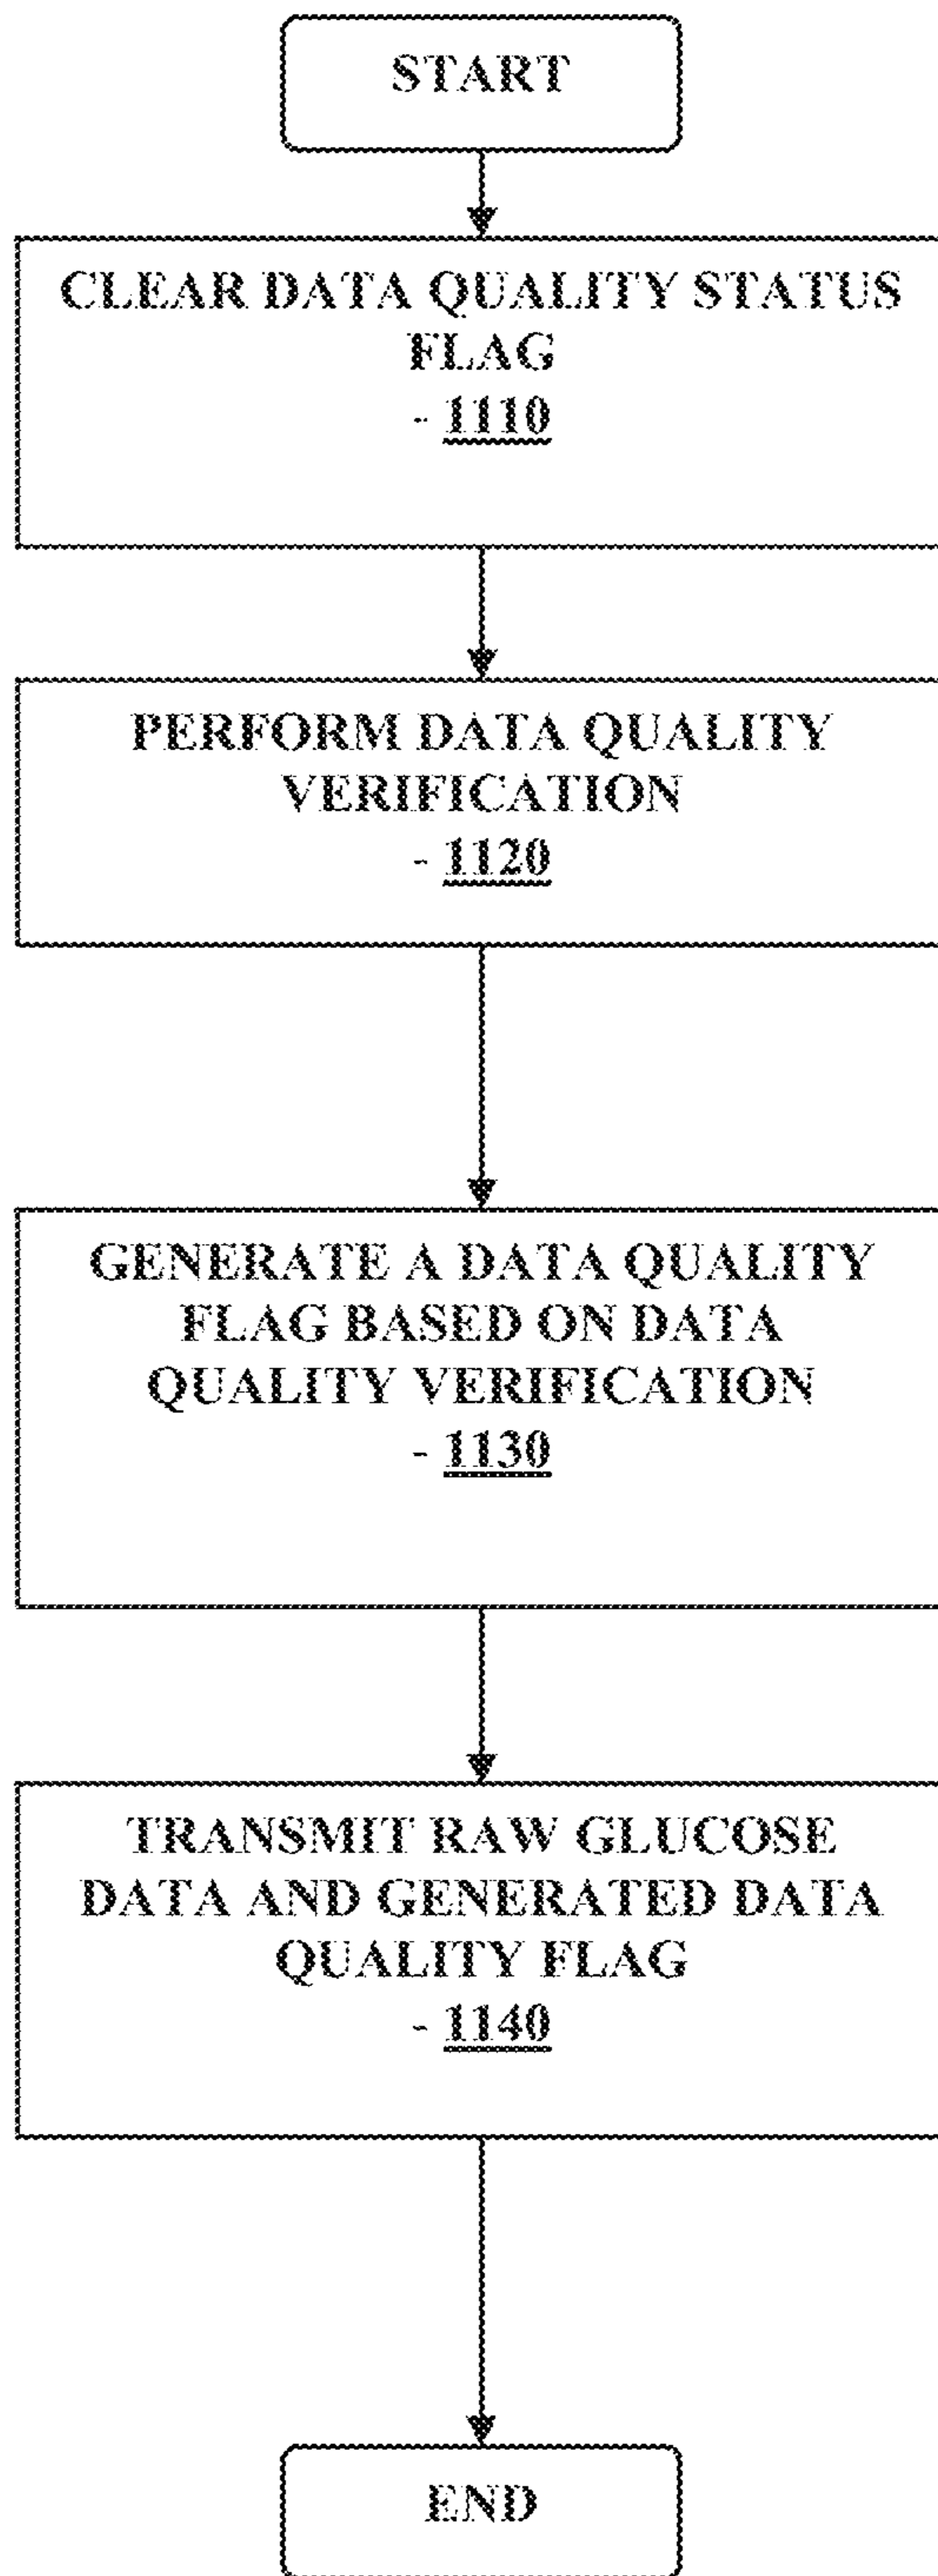 START
CLEAR DATA QUALITY STATUS
FLAG
- 1110
PERFORM DATA QUALITY
VERIFICATION
- 1120
GENERATE A DATA QUALITY
FLAG BASED ON DATA
QUALITY VERIFICATION
- 1130
TRANSMIT RAW GLUCOSE
DATA AND GENERATED DATA
QUALITY FLAG
- 1140
END